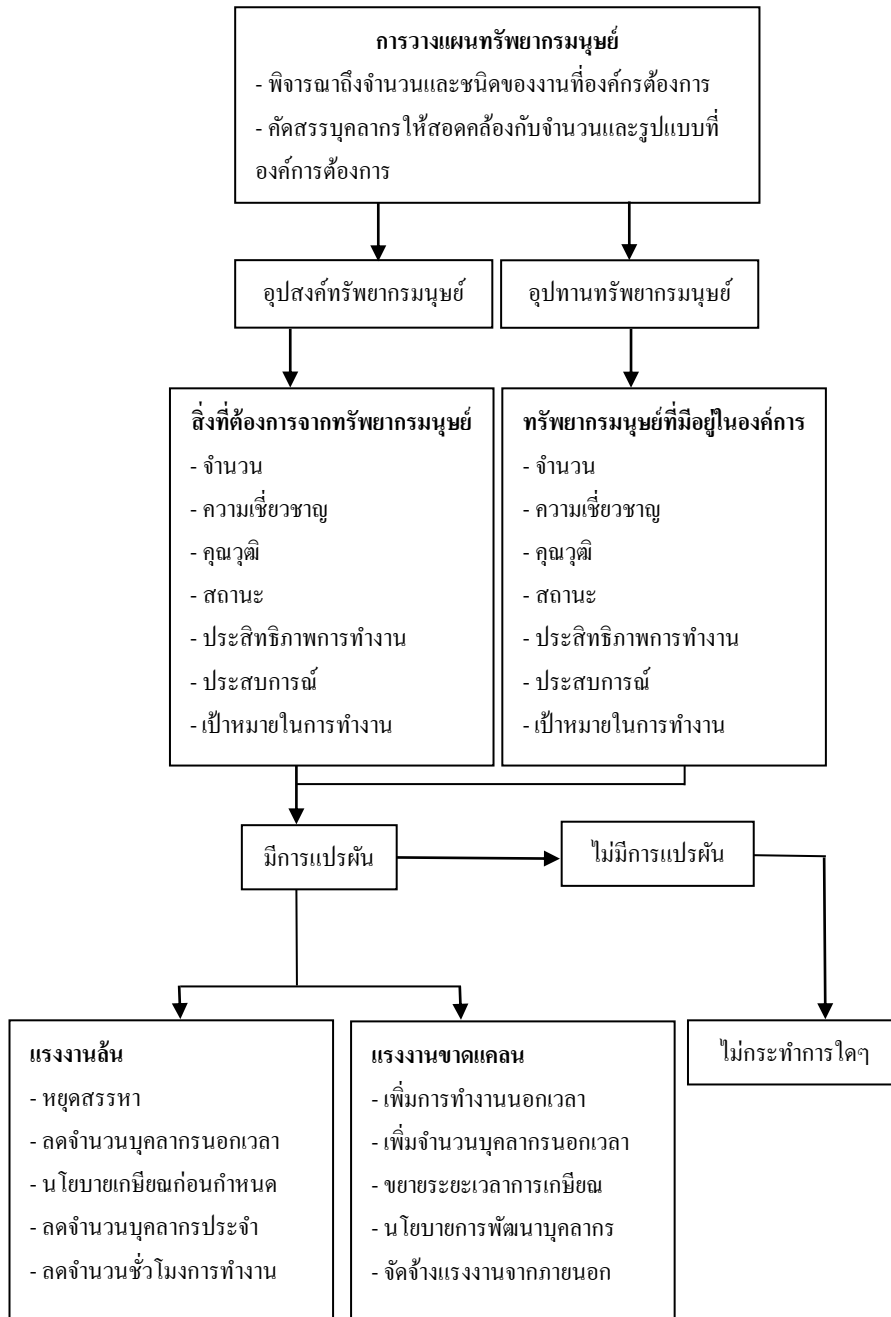 การวางแผนทรัพยากรมนุษย์
- พิจารณาถึงจำนวนและชนิดของงานที่องค์กรต้องการ
- คัดสรรบุคลากรให้สอดคล้องกับจำนวนและรูปแบบที่
องค์การต้องการ
อุปสงค์ทรัพยากรมนุษย์
อุปทานทรัพยากรมนุษย์
สิ่งที่ต้องการจากทรัพยากรมนุษย์
- จำนวน
- ความเชี่ยวชาญ
- คุณวุฒิ
- สถานะ
- ประสิทธิภาพการทำงาน
- ประสบการณ์
- เป้าหมายในการทำงาน
ทรัพยากรมนุษย์ที่มีอยู่ในองค์การ
- จำนวน
- ความเชี่ยวชาญ
- คุณวุฒิ
- สถานะ
- ประสิทธิภาพการทำงาน
- ประสบการณ์
- เป้าหมายในการทำงาน
มีการแปรผัน
ไม่มีการแปรผัน
แรงงานล้น
- หยุดสรรหา
- ลดจำนวนบุคลากรนอกเวลา
- นโยบายเกษียณก่อนกำหนด
- ลดจำนวนบุคลากรประจำ
- ลดจำนวนชั่วโมงการทำงาน
แรงงานขาดแคลน
- เพิ่มการทำงานนอกเวลา
- เพิ่มจำนวนบุคลากรนอกเวลา
- ขยายระยะเวลาการเกษียณ
- นโยบายการพัฒนาบุคลากร
- จัดจ้างแรงงานจากภายนอก
ไม่กระทำการใดๆ